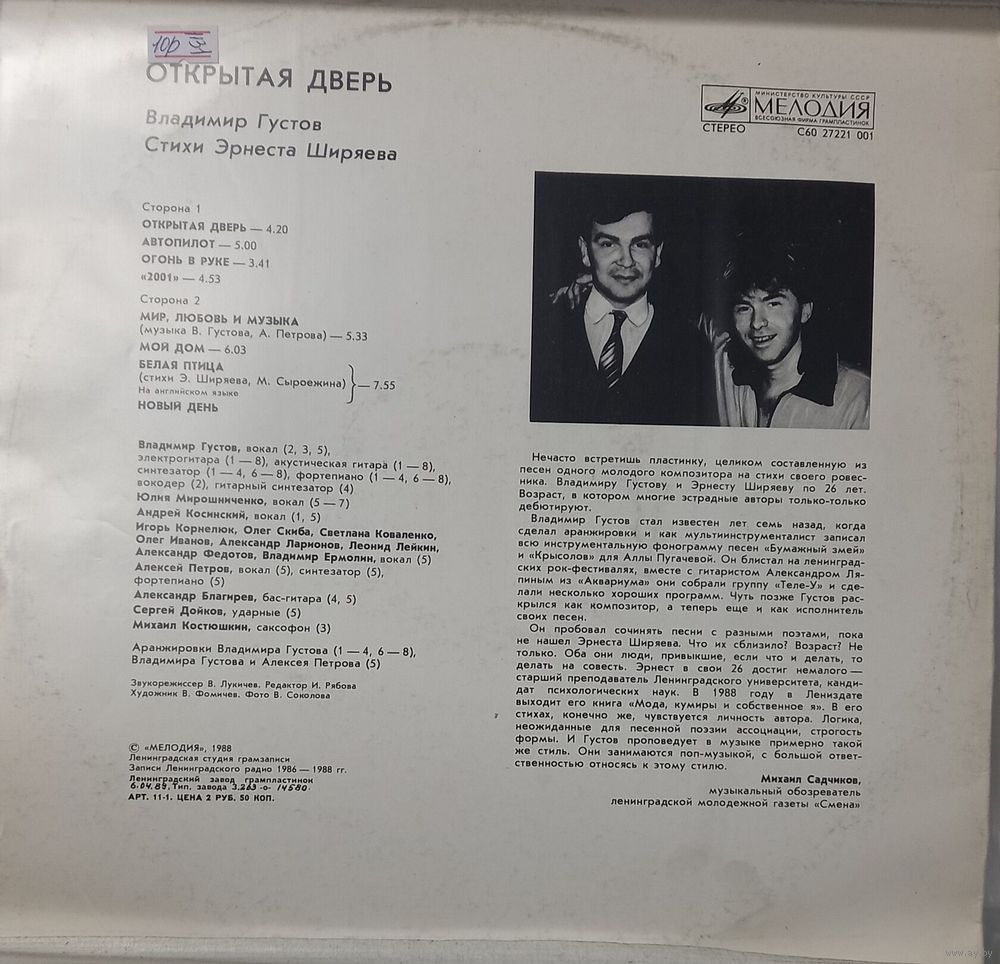 10р
ОТКРЫТАЯ ДВЕРЬ
Владимир Густов
Стихи Эрнеста Ширяева
МИНИСТЕРСТВО КУЛЬТУРЫ СССР
МЕЛОДИЯ
ВСЕСОЮЗНАЯ ФИРМА ГРАМПЛАСТИНОК
СТЕРЕО
С60 27221 001
Сторона 1
ОТКРЫТАЯ ДВЕРЬ — 4.20
АВТОПИЛОТ — 5.00
ОГОНЬ В РУКЕ — 3.41
«2001» — 4.53
Сторона 2
МИР, ЛЮБОВЬ И МУЗЫКА
(музыка В. Густова, А. Петрова) — 5.33
МОЙ ДОМ — 6.03
БЕЛАЯ ПТИЦА
(стихи Э. Ширяева, М. Сыроежина) — 7.55
На английском языке
НОВЫЙ ДЕНЬ
Владимир Густов, вокал (2, 3, 5),
электрогитара (1 — 8), акустическая гитара (1 — 8),
синтезатор (1 — 4, 6 — 8), фортепиано (1 — 4, 6 — 8),
вокодер (2), гитарный синтезатор (4)
Юлия Мирошниченко, вокал (5 — 7)
Андрей Косинский, вокал (1, 5)
Игорь Корнелюк, Олег Скиба, Светлана Коваленко,
Олег Иванов, Александр Ларионов, Леонид Лейкин,
Александр Федотов, Владимир Ермолин, вокал (5)
Алексей Петров, вокал (5), синтезатор (5),
фортепиано (5)
Александр Благирев, бас-гитара (4, 5)
Сергей Дойков, ударные (5)
Михаил Костюшкин, саксофон (3)
Аранжировки Владимира Густова (1 — 4, 6 — 8),
Владимира Густова и Алексея Петрова (5)
Звукорежиссер В. Лукичев. Редактор И. Рябова
Художник В. Фомичев. Фото В. Соколова
© «МЕЛОДИЯ», 1988
Ленинградская студия грамзаписи
Записи Ленинградского радио 1986 — 1988 гг.
Ленинградский завод грампластинок
6.04.89. Тип. завода З.263 -о- 14580.
АРТ. 11-1. ЦЕНА 2 РУБ. 50 КОП.
Нечасто встретишь пластинку, целиком составленную из
песен одного молодого композитора на стихи своего ровес-
ника. Владимиру Густову и Эрнесту Ширяеву по 26 лет.
Возраст, в котором многие эстрадные авторы только-только
дебютируют.
Владимир Густов стал известен лет семь назад, когда
сделал аранжировки и как мультиинструменталист записал
всю инструментальную фонограмму песен «Бумажный змей»
и «Крысолов» для Аллы Пугачевой. Он блистал на ленинград-
ских рок-фестивалях, вместе с гитаристом Александром Ля-
пиным из «Аквариума» они собрали группу «Теле-У» и сде-
лали несколько хороших программ. Чуть позже Густов рас-
крылся как композитор, а теперь еще и как исполнитель
своих песен.
Он пробовал сочинять песни с разными поэтами, пока
не нашел Эрнеста Ширяева. Что их сблизило? Возраст? Не
только. Оба они люди, привыкшие, если что и делать, то
делать на совесть. Эрнест в свои 26 достиг немалого —
старший преподаватель Ленинградского университета, канди-
дат психологических наук. В 1988 году в Лениздате
выходит его книга «Мода, кумиры и собственное я». В его
стихах, конечно же, чувствуется личность автора. Логика,
неожиданные для песенной поэзии ассоциации, строгость
формы. И Густов проповедует в музыке примерно такой
же стиль. Они занимаются поп-музыкой, с большой ответ-
ственностью относясь к этому стилю.
Михаил Садчиков,
музыкальный обозреватель
ленинградской молодежной газеты «Смена»
www.ay.by